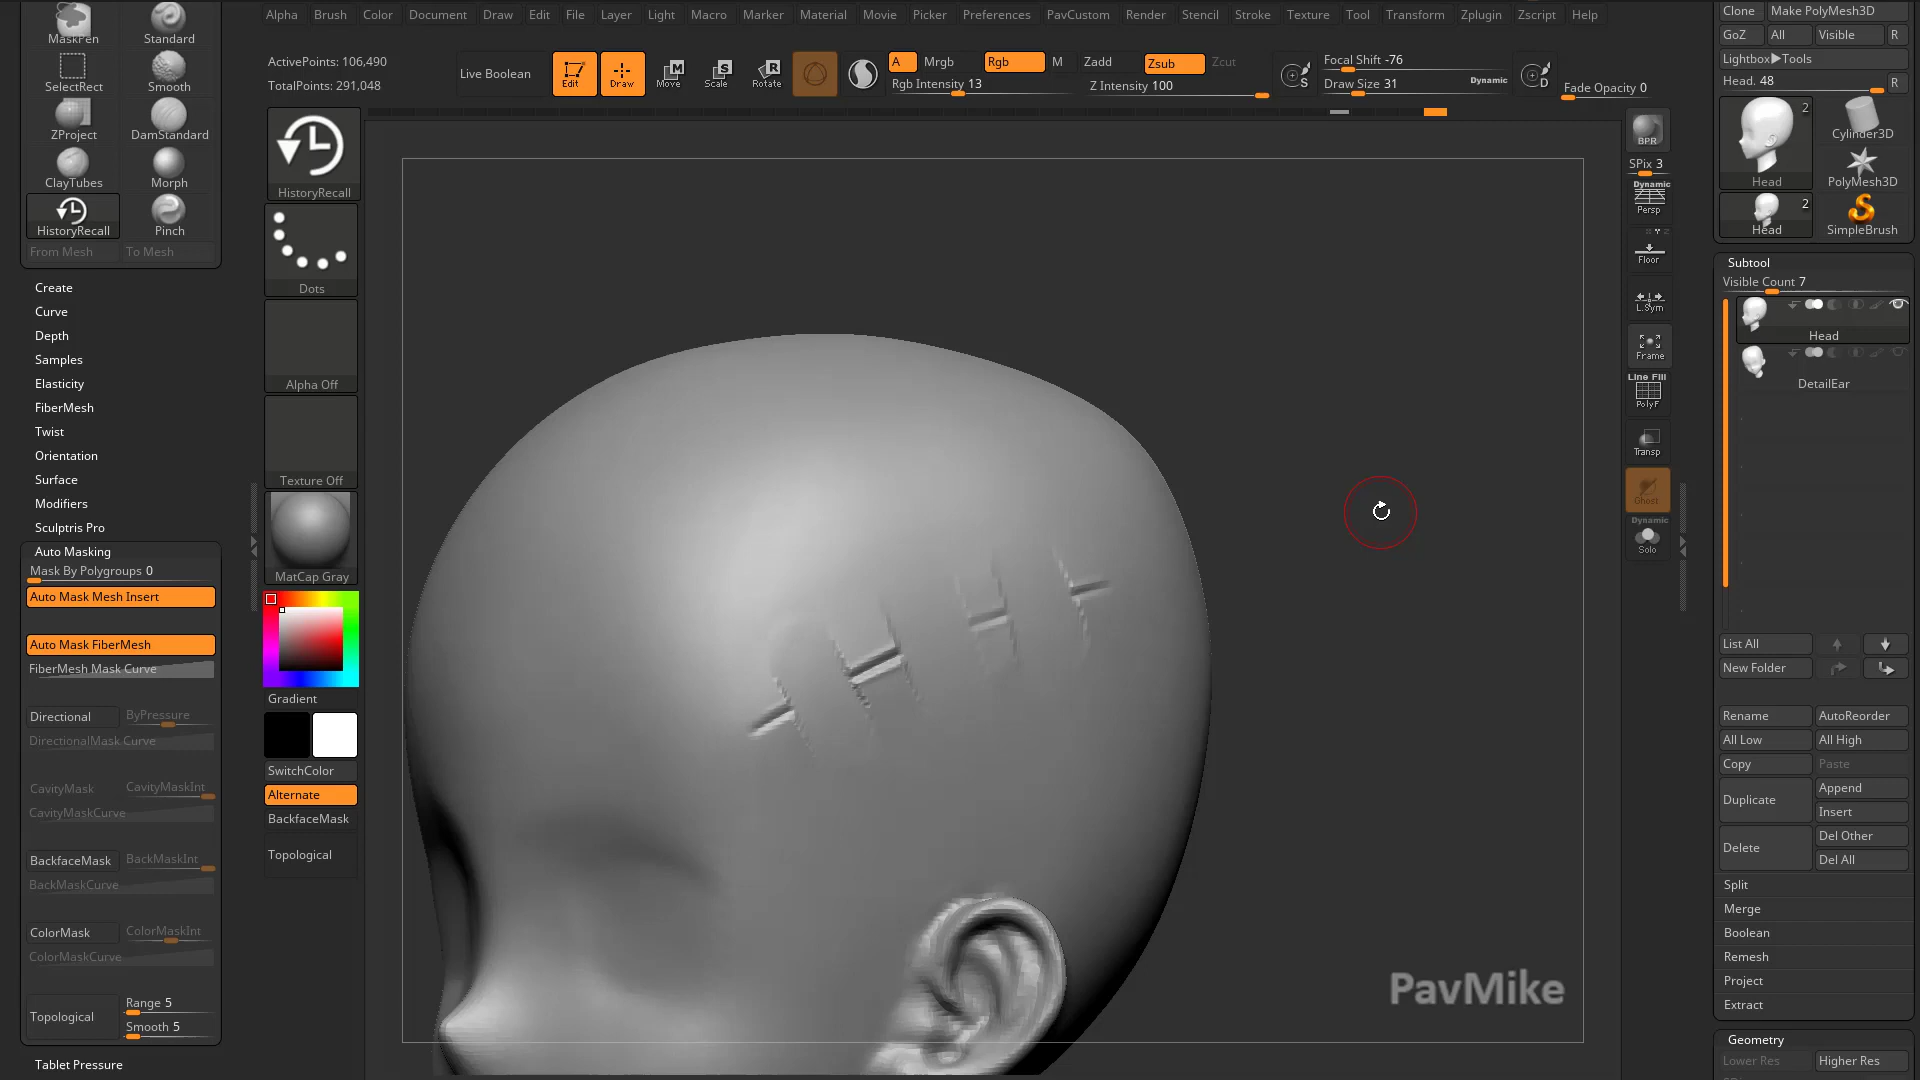 Alpha Brush Color Document Draw Edit File Layer Light Macro Marker Material Movie Picker Preferences PavCustom Render Stencil Stroke Texture Tool Transform Zplugin Zscript Help
MaskPen Standard
SelectRect Smooth
ZProject DamStandard
ClayTubes Morph
HistoryRecall Pinch
From Mesh To Mesh
Create
Curve
Depth
Samples
Elasticity
FiberMesh
Twist
Orientation
Surface
Modifiers
Sculptris Pro
Auto Masking
Mask By Polygroups 0
Auto Mask Mesh Insert
Auto Mask FiberMesh
FiberMesh Mask Curve
Directional ByPressure
DirectionalMask Curve
CavityMask CavityMaskInt
CavityMaskCurve
BackfaceMask BackMaskInt
BackMaskCurve
ColorMask ColorMaskInt
ColorMaskCurve
Topological Range 5
Smooth 5
Tablet Pressure
ActivePoints: 106,490
TotalPoints: 291,048
Live Boolean
Edit Draw Move Scale Rotate
M S R
A Mrgb Rgb M Zadd Zsub Zcut
Rgb Intensity 13 Z Intensity 100
S
Focal Shift -76
Draw Size 31 Dynamic
D
Fade Opacity 0
HistoryRecall
Dots
Alpha Off
Texture Off
MatCap Gray
Gradient
SwitchColor
Alternate
BackfaceMask
Topological
PavMike
BPR
SPix 3
Dynamic
Persp
Floor
L.Sym
Frame
Line Fill
PolyF
Transp
Ghost
Dynamic
Solo
Clone Make PolyMesh3D
GoZ All Visible R
Lightbox▶Tools
Head. 48 R
2
Head Cylinder3D
PolyMesh3D
2
Head SimpleBrush
Subtool
Visible Count 7
Head
DetailEar
List All
New Folder
Rename AutoReorder
All Low All High
Copy Paste
Duplicate Append
Insert
Delete Del Other
Del All
Split
Merge
Boolean
Remesh
Project
Extract
Geometry
Lower Res Higher Res